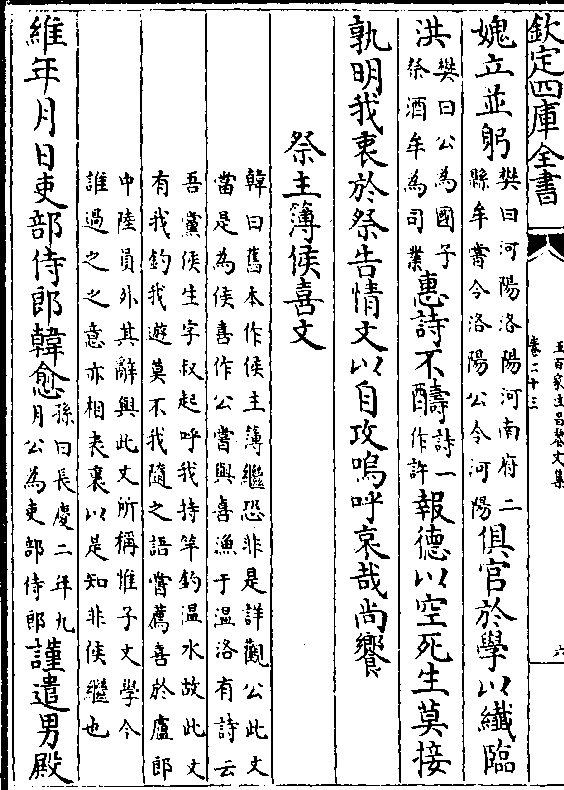 欽定四庫全書
五百家注昌黎文集
卷二十三
六
媿立並躬樊曰河陽洛陽河南府二
縣牟嘗令洛陽公令河陽俱官於學以纎臨
洪樊曰公為國子
祭酒牟為司業惠詩不醻詩一
作許報德以空死生莫接
孰明我衷於祭告情文以自攻嗚呼哀哉尚饗
祭主簿侯喜文
韓曰舊本作侯主簿繼恐非是詳觀公此文
當是為侯喜作公嘗與喜漁于温洛有詩云
吾黨侯生字叔起呼我持竿釣温水故此文
有我釣我遊莫不我隨之語嘗薦喜於盧郎
中陸員外其辭與此文所稱惟子文學今
誰過之之意亦相表裏以是知非侯繼也
維年月日吏部侍郎韓愈孫曰長慶二年九
月公為吏部侍郎謹遣男殿